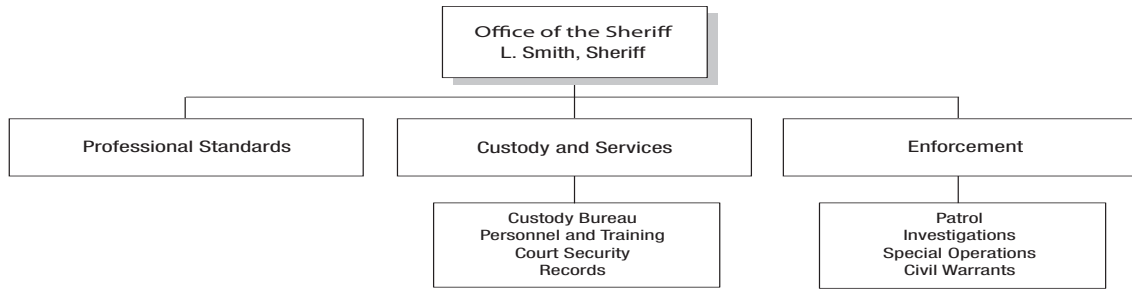 Office of the Sheriff
L. Smith, Sheriff
Professional Standards
Custody and Services
Enforcement
Custody Bureau
Personnel and Training
Court Security
Records
Patrol
Investigations
Special Operations
Civil Warrants